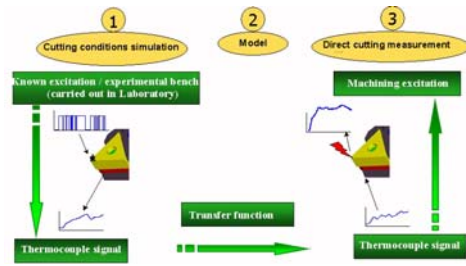 1
2
3
Cutting conditions simulation
Model
Direct cutting measurement
Known excitation / experimental bench
(carried out in Laboratory)
Machining excitation
Transfer function
Thermocouple signal
Thermocouple signal